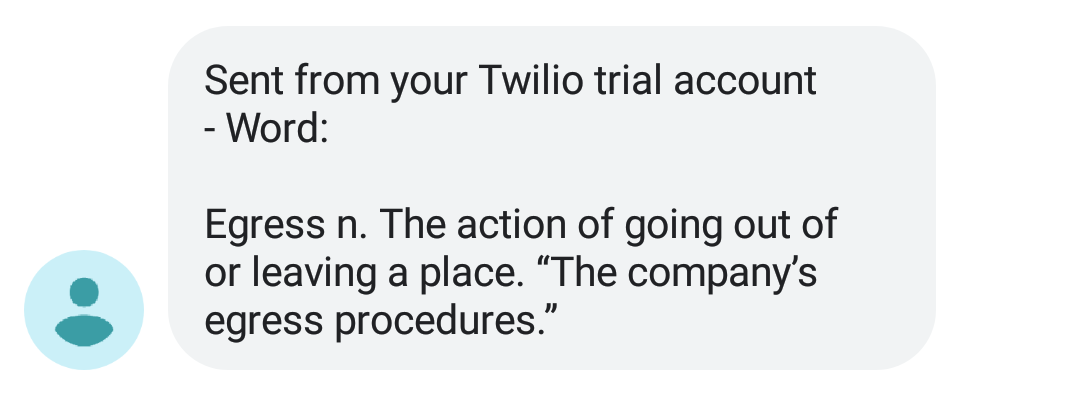 Sent from your Twilio trial account
- Word:
Egress n. The action of going out of
or leaving a place. “The company’s
egress procedures.”